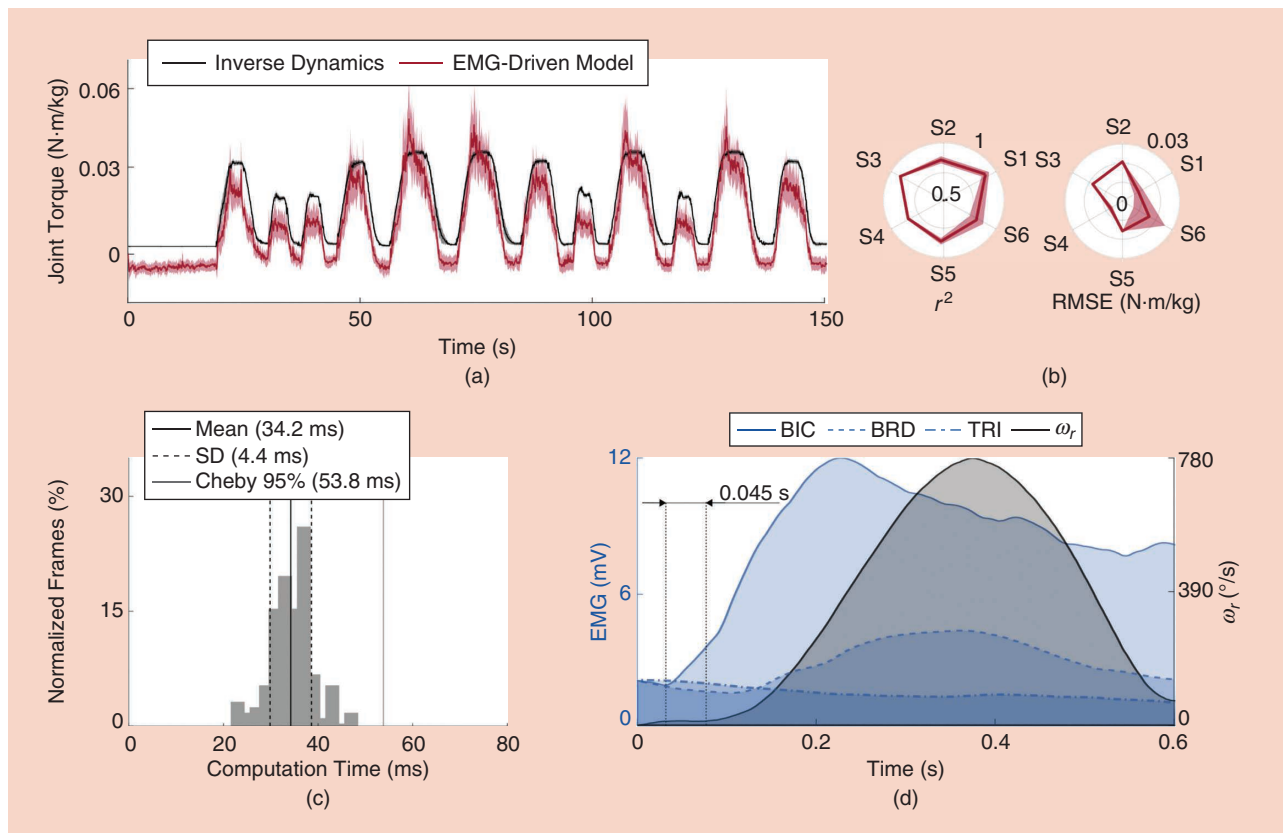 Inverse Dynamics EMG-Driven Model
Joint Torque (N·m/kg)
0.06
0.03
0
0 50 100 150
Time (s)
(a)
S2
1
S3 S1
0.5
S4 S6
S5
r²
S2
0.03
S3 S1
0
S4 S6
S5
RMSE (N·m/kg)
(b)
Mean (34.2 ms)
SD (4.4 ms)
Cheby 95% (53.8 ms)
Normalized Frames (%)
30
15
0
0 20 40 60 80
Computation Time (ms)
(c)
BIC BRD TRI ωr
EMG (mV)
12
6
0
0.045 s
780
390
0
ωr (°/s)
0 0.2 0.4 0.6
Time (s)
(d)